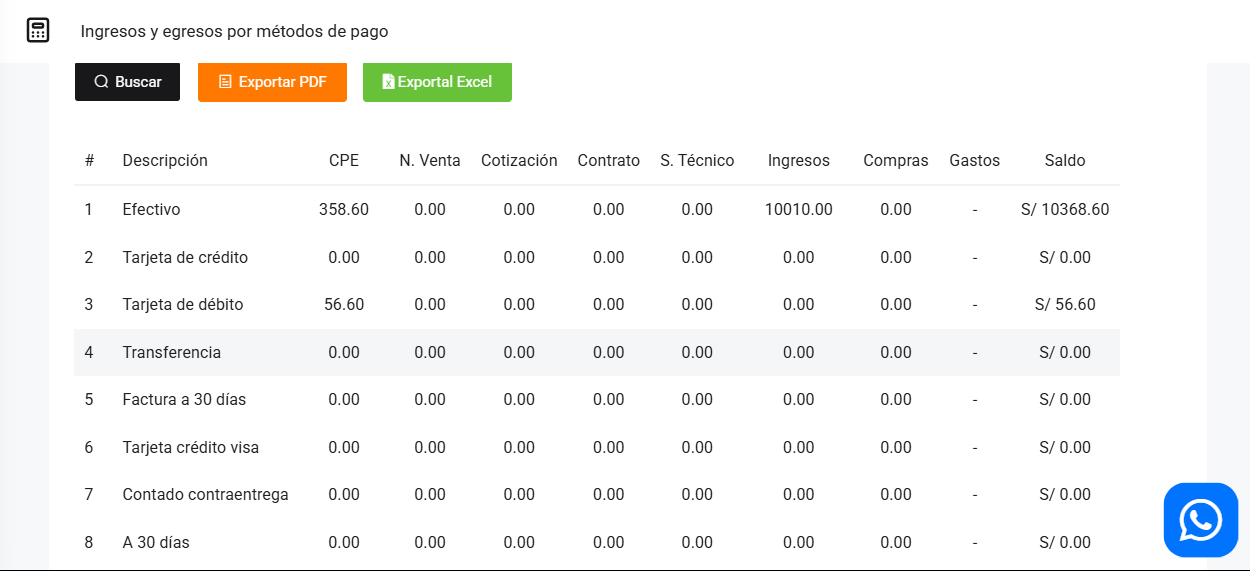 Ingresos y egresos por métodos de pago
Buscar Exportar PDF Exportal Excel
# Descripción CPE N. Venta Cotización Contrato S. Técnico Ingresos Compras Gastos Saldo
1 Efectivo 358.60 0.00 0.00 0.00 0.00 10010.00 0.00 - S/ 10368.60
2 Tarjeta de crédito 0.00 0.00 0.00 0.00 0.00 0.00 0.00 - S/ 0.00
3 Tarjeta de débito 56.60 0.00 0.00 0.00 0.00 0.00 0.00 - S/ 56.60
4 Transferencia 0.00 0.00 0.00 0.00 0.00 0.00 0.00 - S/ 0.00
5 Factura a 30 días 0.00 0.00 0.00 0.00 0.00 0.00 0.00 - S/ 0.00
6 Tarjeta crédito visa 0.00 0.00 0.00 0.00 0.00 0.00 0.00 - S/ 0.00
7 Contado contraentrega 0.00 0.00 0.00 0.00 0.00 0.00 0.00 - S/ 0.00
8 A 30 días 0.00 0.00 0.00 0.00 0.00 0.00 0.00 - S/ 0.00